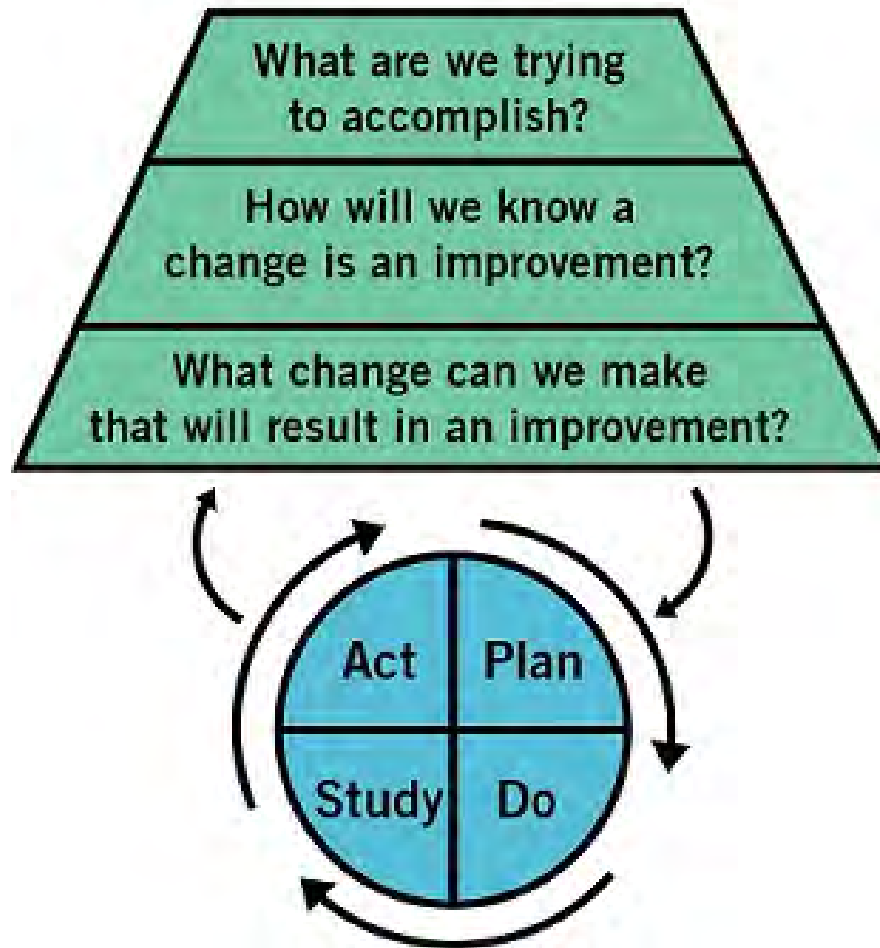 What are we trying
to accomplish?
How will we know a
change is an improvement?
What change can we make
that will result in an improvement?
Act
Plan
Study
Do